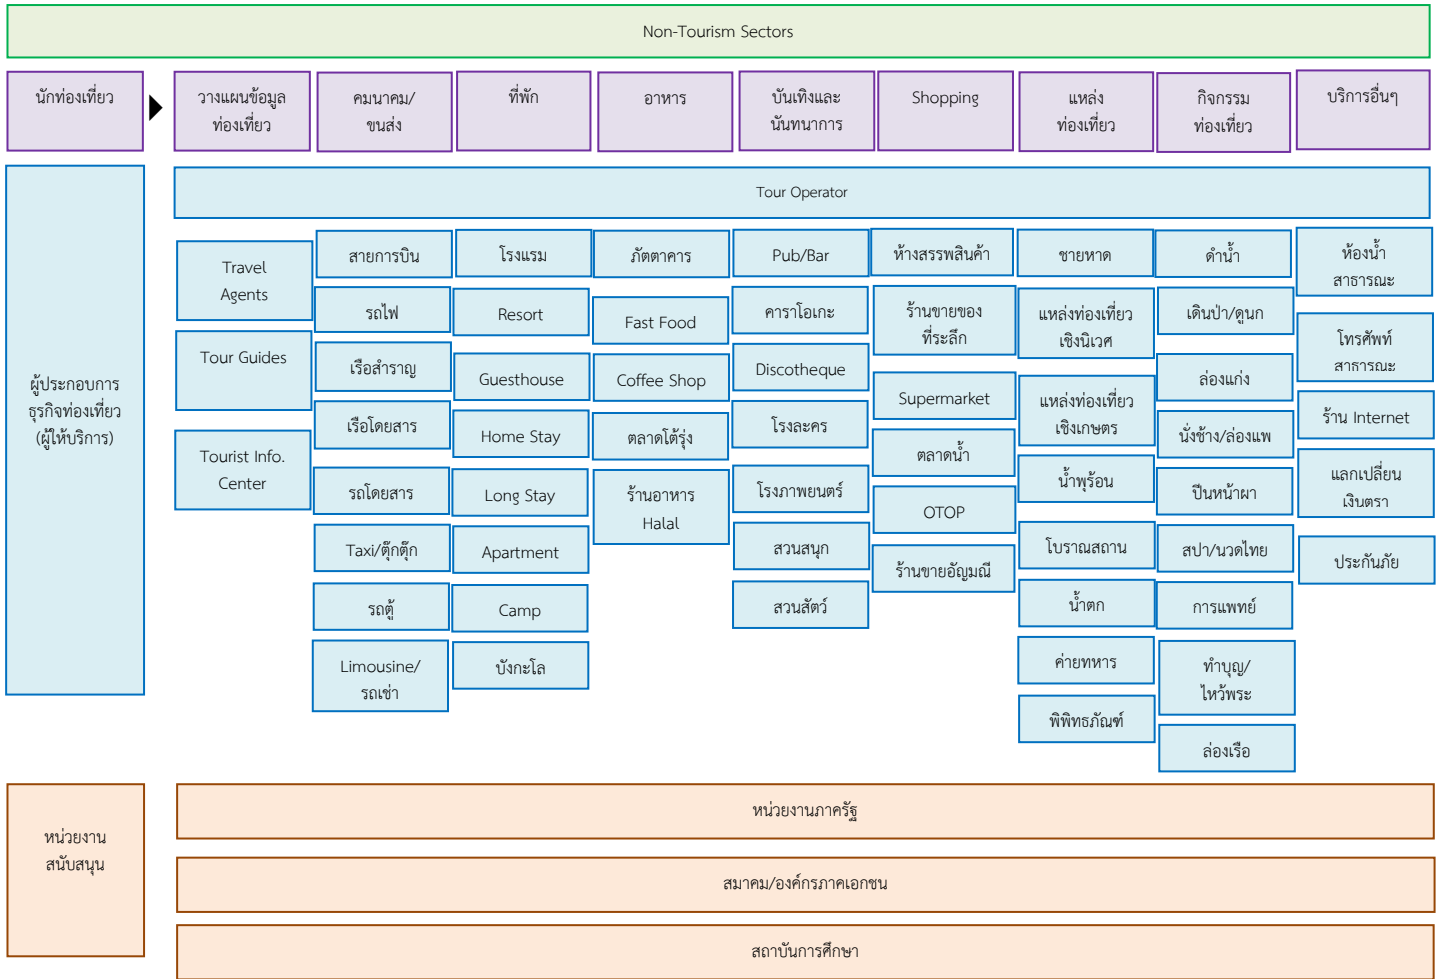 Non-Tourism Sectors
นักท่องเที่ยว
วางแผนข้อมูล
ท่องเที่ยว
คมนาคม/
ขนส่ง
ที่พัก
อาหาร
บันเทิงและ
นันทนาการ
Shopping
แหล่ง
ท่องเที่ยว
กิจกรรม
ท่องเที่ยว
บริการอื่นๆ
ผู้ประกอบการ
ธุรกิจท่องเที่ยว
(ผู้ให้บริการ)
Tour Operator
Travel
Agents
Tour Guides
Tourist Info.
Center
สายการบิน
รถไฟ
เรือสำราญ
เรือโดยสาร
รถโดยสาร
Taxi/ตุ๊กตุ๊ก
รถตู้
Limousine/
รถเช่า
โรงแรม
Resort
Guesthouse
Home Stay
Long Stay
Apartment
Camp
บังกะโล
ภัตตาคาร
Fast Food
Coffee Shop
ตลาดโต้รุ่ง
ร้านอาหาร
Halal
Pub/Bar
คาราโอเกะ
Discotheque
โรงละคร
โรงภาพยนตร์
สวนสนุก
สวนสัตว์
ห้างสรรพสินค้า
ร้านขายของ
ที่ระลึก
Supermarket
ตลาดน้ำ
OTOP
ร้านขายอัญมณี
ชายหาด
แหล่งท่องเที่ยว
เชิงนิเวศ
แหล่งท่องเที่ยว
เชิงเกษตร
น้ำพุร้อน
โบราณสถาน
น้ำตก
ค่ายทหาร
พิพิทธภัณฑ์
ดำน้ำ
เดินป่า/ดูนก
ล่องแก่ง
นั่งช้าง/ล่องแพ
ปีนหน้าผา
สปา/นวดไทย
การแพทย์
ทำบุญ/
ไหว้พระ
ล่องเรือ
ห้องน้ำ
สาธารณะ
โทรศัพท์
สาธารณะ
ร้าน Internet
แลกเปลี่ยน
เงินตรา
ประกันภัย
หน่วยงาน
สนับสนุน
หน่วยงานภาครัฐ
สมาคม/องค์กรภาคเอกชน
สถาบันการศึกษา